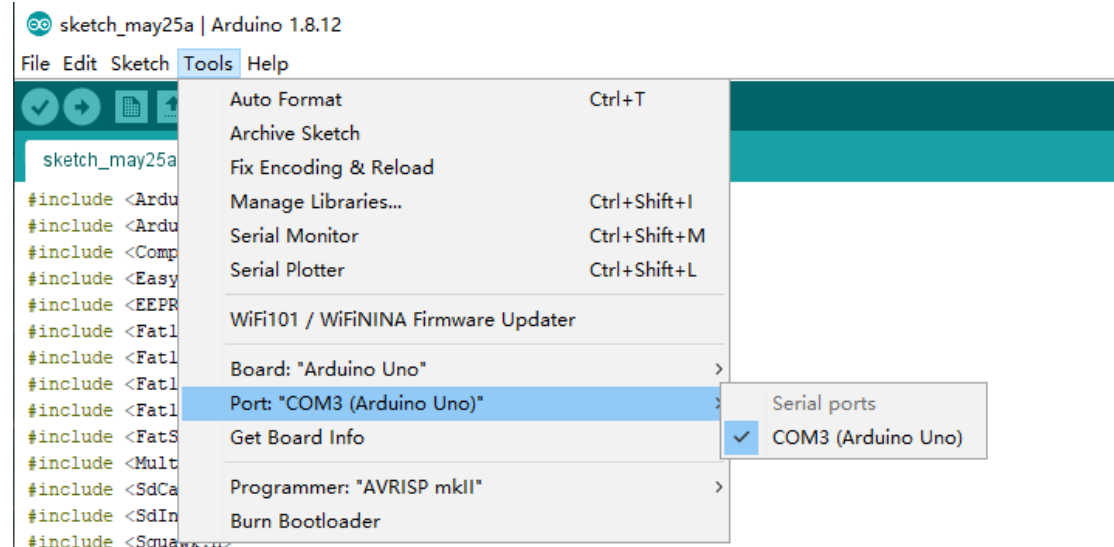 sketch_may25a | Arduino 1.8.12
File Edit Sketch Tools Help
Auto Format Ctrl+T
Archive Sketch
sketch_may25a
Fix Encoding & Reload
#include <Ardu
Manage Libraries... Ctrl+Shift+I
#include <Ardu
Serial Monitor Ctrl+Shift+M
#include <Comp
Serial Plotter Ctrl+Shift+L
#include <Easy
#include <EEPR
WiFi101 / WiFiNINA Firmware Updater
#include <Fatl
#include <Fatl
Board: "Arduino Uno"
#include <Fatl
Port: "COM3 (Arduino Uno)" Serial ports
#include <Fatl
Get Board Info COM3 (Arduino Uno)
#include <FatS
#include <Mult
Programmer: "AVRISP mkII"
#include <SdCa
#include <SdIn
Burn Bootloader
#include